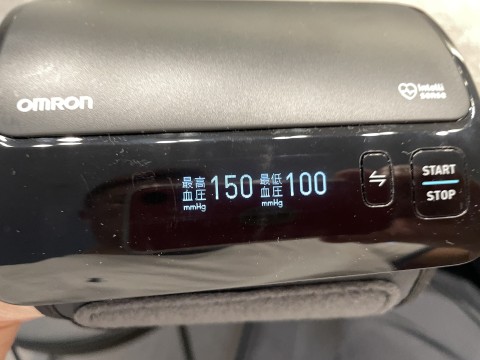 OMRON
intelli
sense
最高
血圧
mmHg
150
最低
血圧
mmHg
100
START
STOP